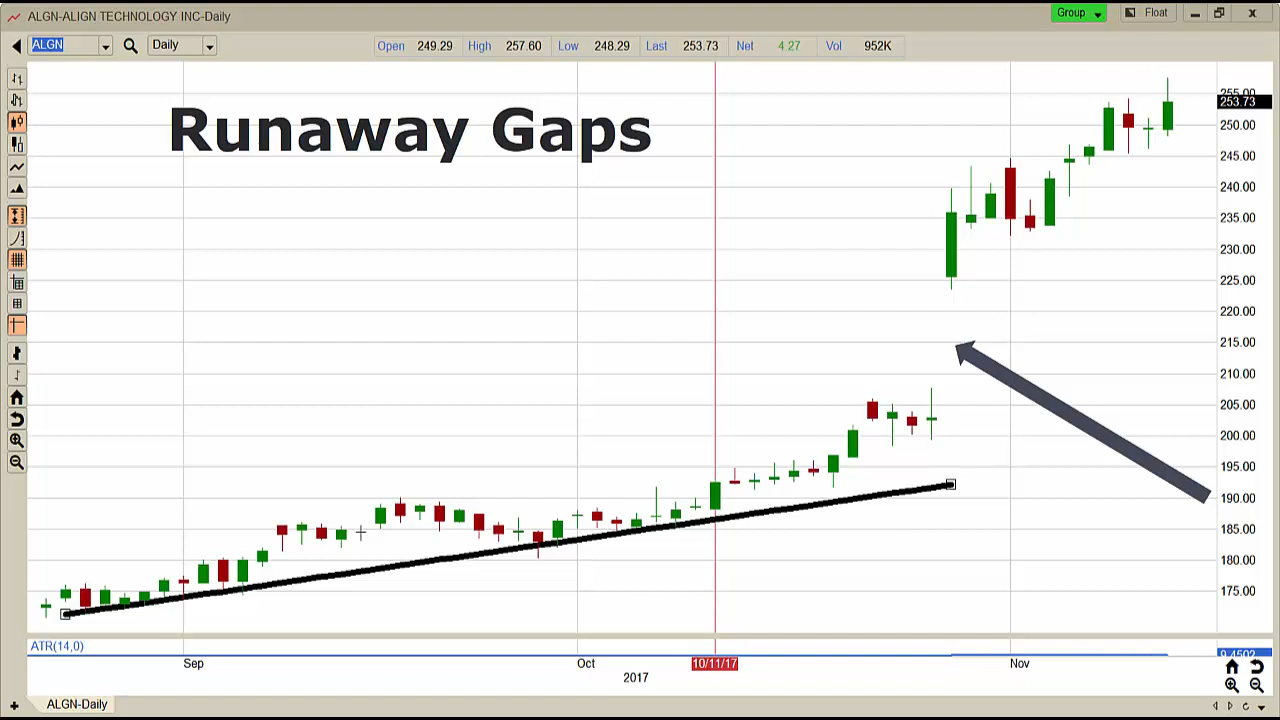 ALGN-ALIGN TECHNOLOGY INC-Daily
Group
Float
ALGN
Daily
Open 249.29 High 257.60 Low 248.29 Last 253.73 Net 4.27 Vol 952K
Runaway Gaps
255.00
253.73
250.00
245.00
240.00
235.00
230.00
225.00
220.00
215.00
210.00
205.00
200.00
195.00
190.00
185.00
180.00
175.00
ATR(14,0)
9.4502
Sep
Oct
10/11/17
Nov
2017
ALGN-Daily